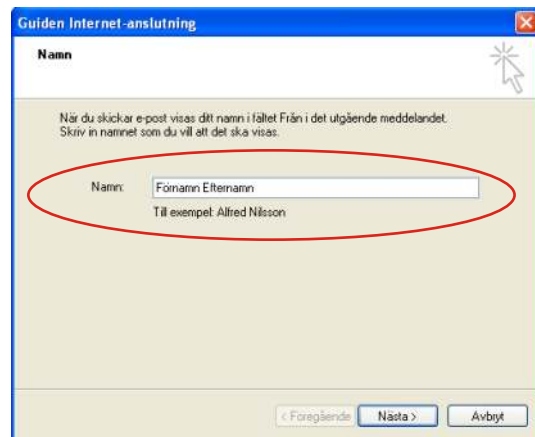 Guiden Internet-anslutning
Namn
När du skickar e-post visas ditt namn i fältet Från i det utgående meddelandet.
Skriv in namnet som du vill att det ska visas.
Namn: Förnamn Efternamn
Till exempel: Alfred Nilsson
< Föregående Nästa > Avbryt